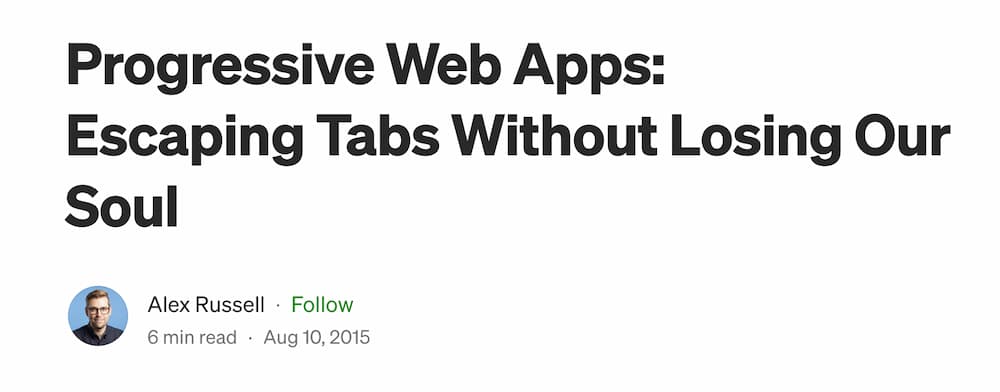 Progressive Web Apps:
Escaping Tabs Without Losing Our
Soul
Alex Russell · Follow
6 min read · Aug 10, 2015